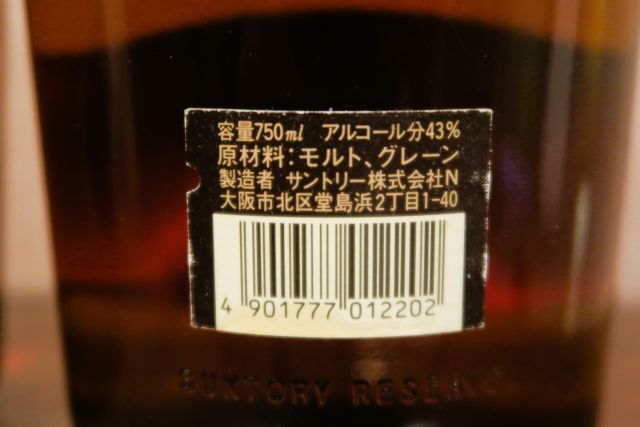 容量750ml アルコール分43%
原材料:モルト、グレーン
製造者 サントリー株式会社N
大阪市北区堂島浜2丁目1-40
4 901777 012202
SUNTORY RESERVE